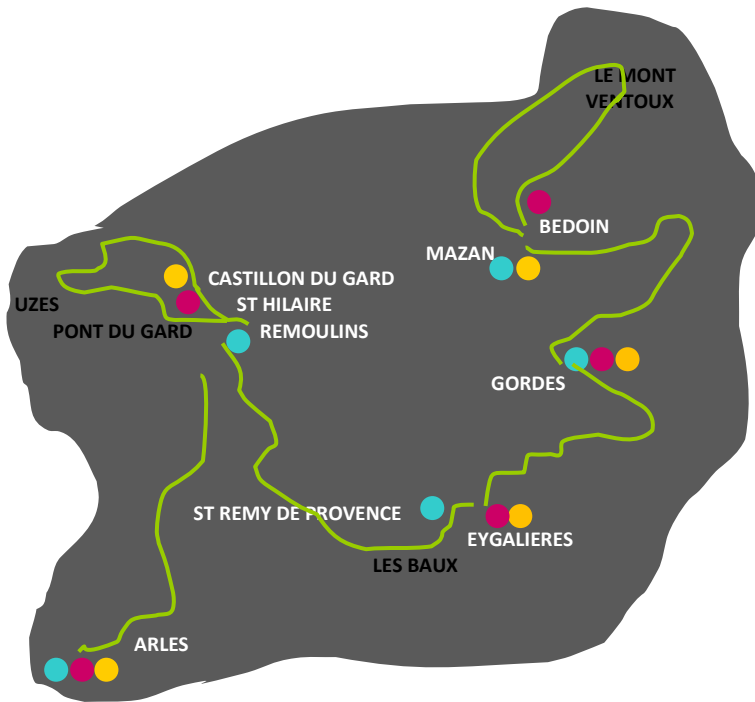 LE MONT
VENTOUX
BEDOIN
MAZAN
CASTILLON DU GARD
UZES
ST HILAIRE
PONT DU GARD
REMOULINS
GORDES
ST REMY DE PROVENCE
EYGALIERES
LES BAUX
ARLES